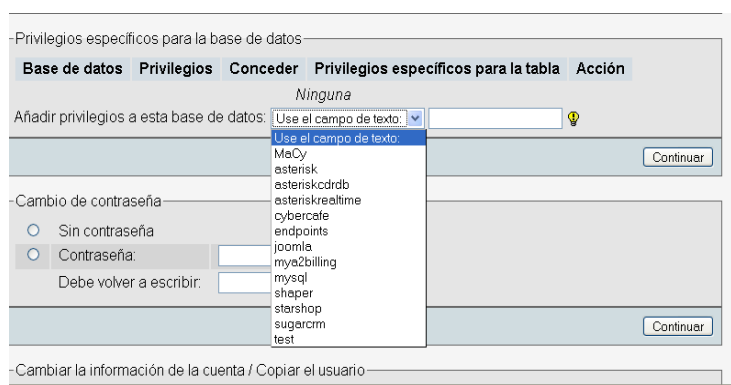 Privilegios específicos para la base de datos
Base de datos Privilegios Conceder Privilegios específicos para la tabla Acción
Ninguna
Añadir privilegios a esta base de datos: Use el campo de texto:
Use el campo de texto:
MaCy
Continuar
asterisk
asteriskcdrdb
asteriskrealtime
Cambio de contraseña
cybercafe
Sin contraseña
endpoints
joomla
Contraseña:
mya2billing
Debe volver a escribir:
mysql
shaper
starshop
sugarcrm
Continuar
test
Cambiar la información de la cuenta / Copiar el usuario